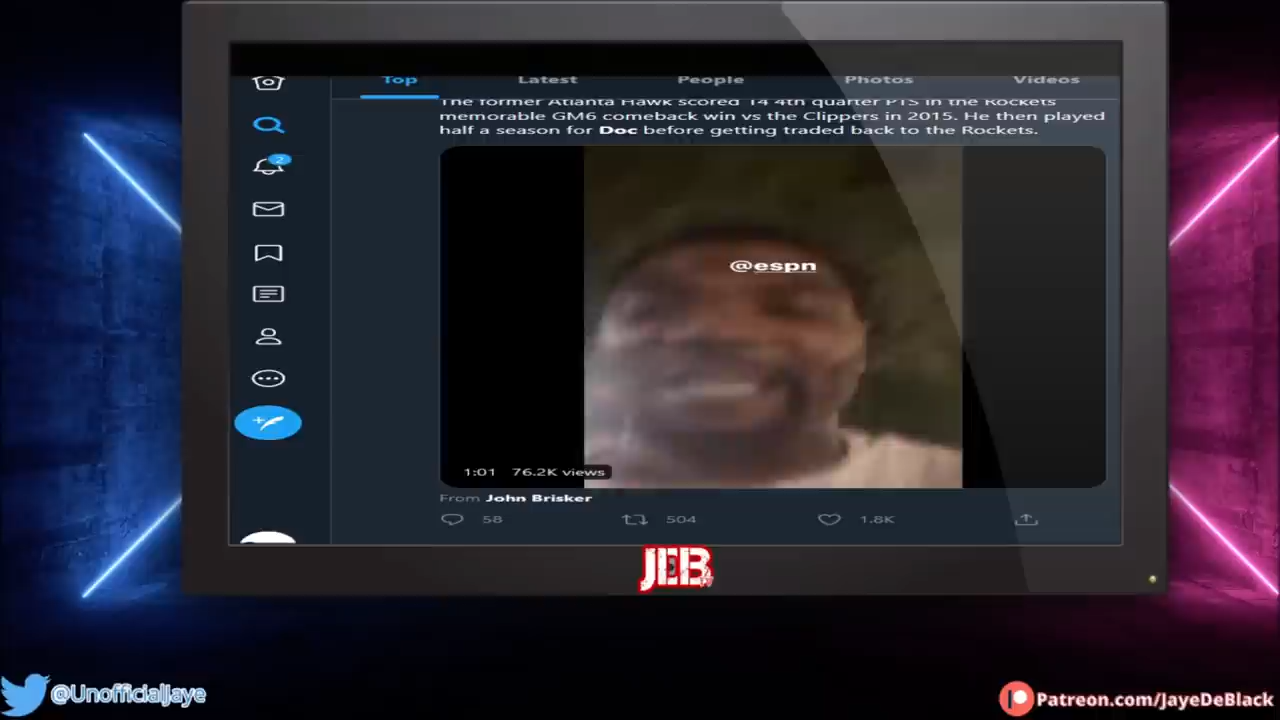 Top Latest People Photos Videos
The former Atlanta Hawk scored 14 4th quarter PTS in the Rockets
memorable GM6 comeback win vs the Clippers in 2015. He then played
half a season for Doc before getting traded back to the Rockets.
2
@espn
1:01 76.2K views
From John Brisker
58 504 1.8K
JEB
TV
@UnofficialJaye
Patreon.com/JayeDeBlack